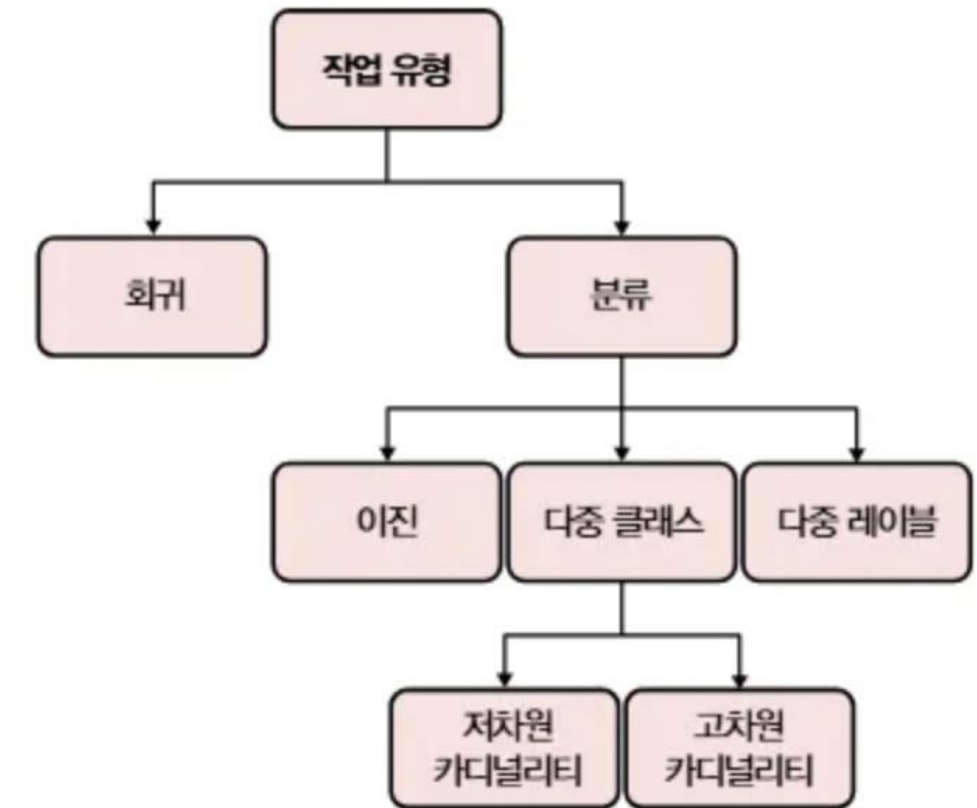 작업 유형
회귀
분류
이진
다중 클래스
다중 레이블
저차원
카디널리티
고차원
카디널리티